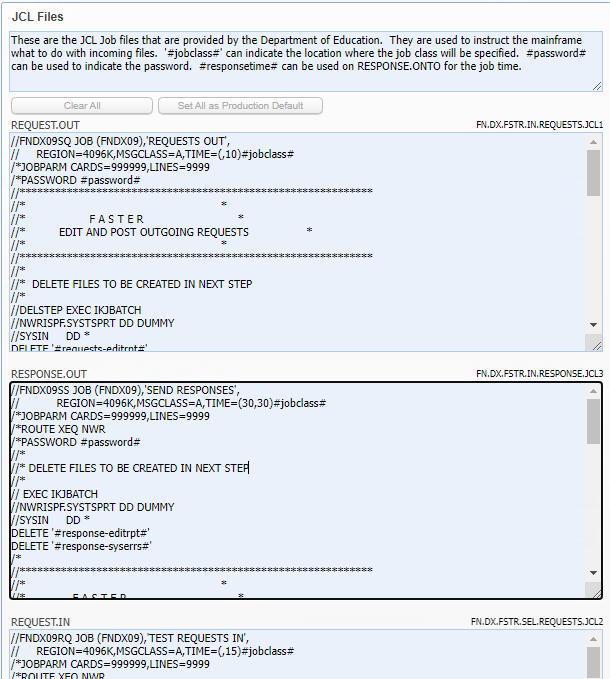 JCL Files
These are the JCL Job files that are provided by the Department of Education.  They are used to instruct the mainframe
what to do with incoming files.  '#jobclass#' can indicate the location where the job class will be specified.  #password#
can be used to indicate the password.  #responsetime# can be used on RESPONSE.ONTO for the job time.
Clear All
Set All as Production Default
REQUEST.OUT
FN.DX.FSTR.IN.REQUESTS.JCL1
//FNDX09SQ JOB (FNDX09),'REQUESTS OUT',
//      REGION=4096K,MSGCLASS=A,TIME=(,10)#jobclass#
/*JOBPARM CARDS=999999,LINES=9999
/*PASSWORD #password#
//***********************************************************
//*                                                         *
//*                   F A S T E R                           *
//*          EDIT AND POST OUTGOING REQUESTS                *
//*                                                         *
//***********************************************************
//*
//*  DELETE FILES TO BE CREATED IN NEXT STEP
//*
//DELSTEP EXEC IKJBATCH
//NWRISPF.SYSTSPRT DD DUMMY
//SYSIN     DD *
DELETE '#requests-editrpt#'
RESPONSE.OUT
FN.DX.FSTR.IN.RESPONSE.JCL3
//FNDX09SS JOB (FNDX09),'SEND RESPONSES',
//            REGION=4096K,MSGCLASS=A,TIME=(30,30)#jobclass#
/*JOBPARM CARDS=999999,LINES=9999
/*ROUTE XEQ NWR
/*PASSWORD #password#
//*
//* DELETE FILES TO BE CREATED IN NEXT STEP
//*
// EXEC IKJBATCH
//NWRISPF.SYSTSPRT DD DUMMY
//SYSIN     DD *
DELETE '#response-editrpt#'
DELETE '#response-syserrs#'
/*
//***********************************************************
//*                                                         *
//*              F A S T E R                                *
REQUEST.IN
FN.DX.FSTR.SEL.REQUESTS.JCL2
//FNDX09RQ JOB (FNDX09),'TEST REQUESTS IN',
//      REGION=4096K,MSGCLASS=A,TIME=(,15)#jobclass#
/*JOBPARM CARDS=999999,LINES=9999
/*ROUTE XEQ NWR